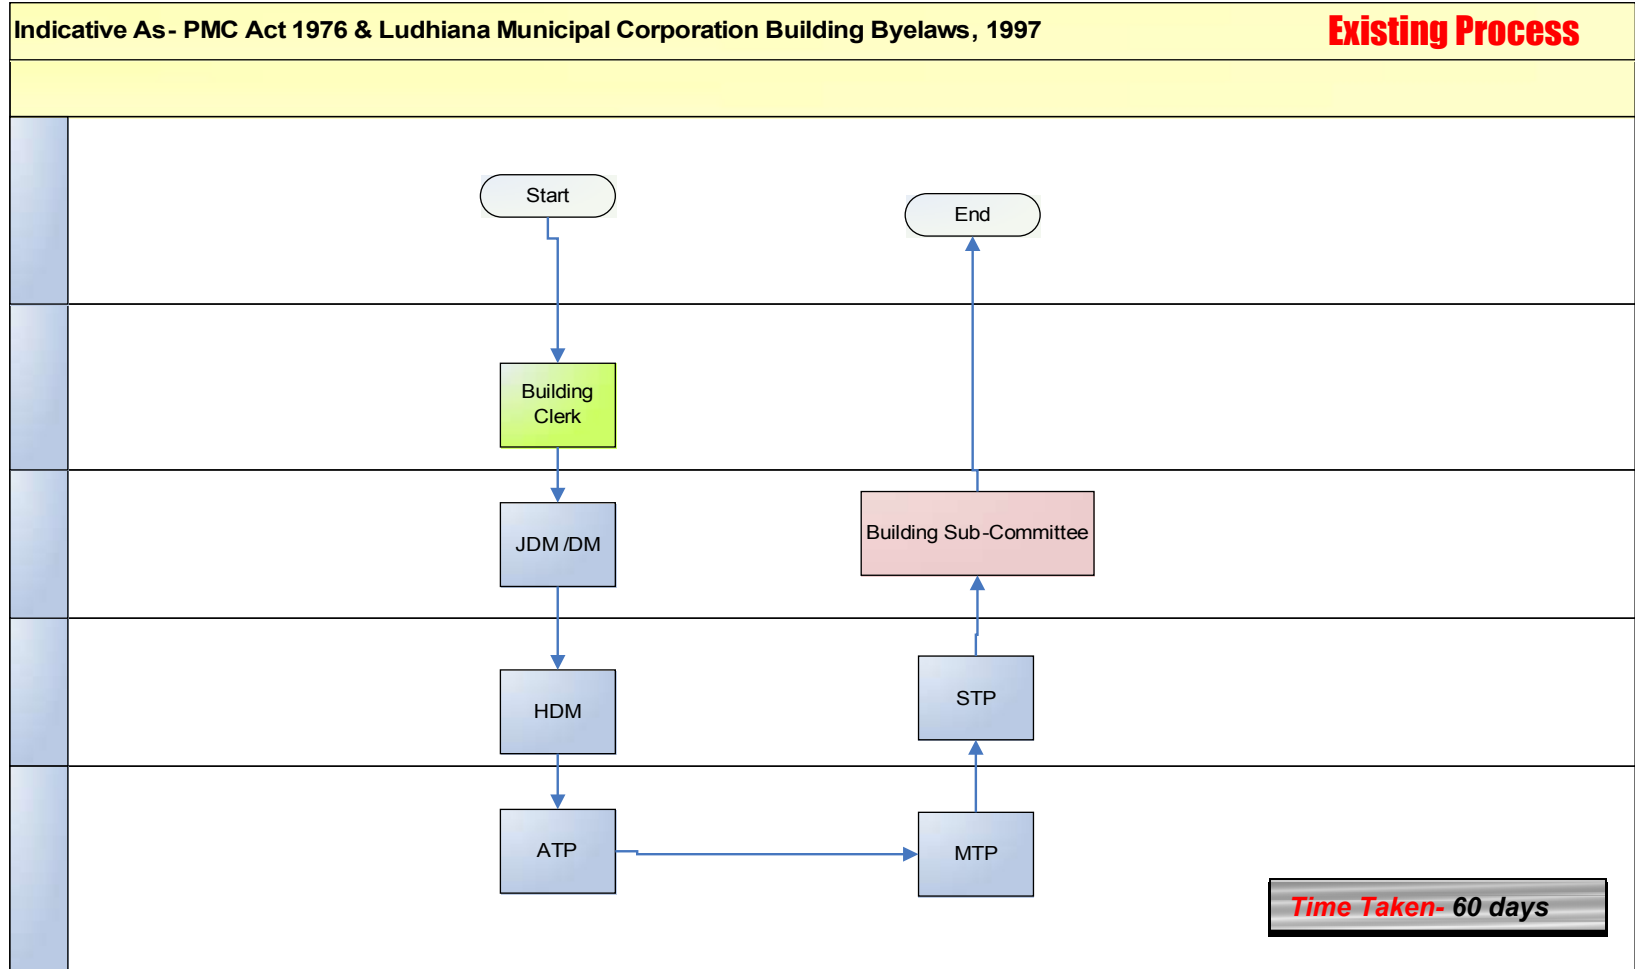 Indicative As- PMC Act 1976 & Ludhiana Municipal Corporation Building Byelaws, 1997
Existing Process
Start
End
Building
Clerk
JDM/DM
Building Sub-Committee
HDM
STP
ATP
MTP
Time Taken- 60 days